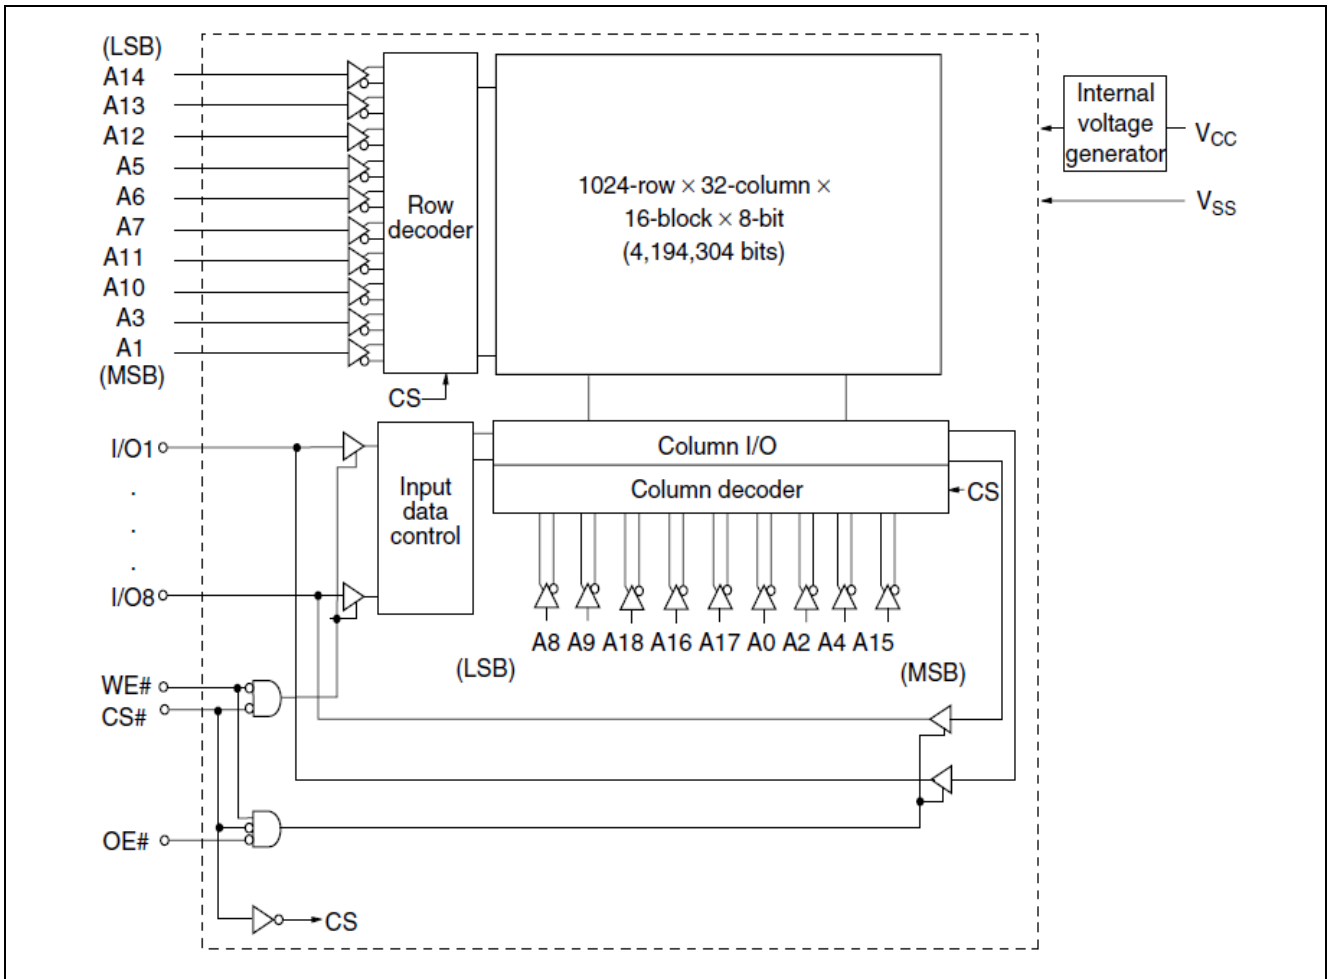 (LSB)
A14
A13
A12
A5
A6
A7
A11
A10
A3
A1
(MSB)
Row
decoder
CS
1024-row × 32-column ×
16-block × 8-bit
(4,194,304 bits)
Internal
voltage
generator
VCC
VSS
I/O1
.
.
.
I/O8
Input
data
control
Column I/O
Column decoder
CS
A8 A9 A18 A16 A17 A0 A2 A4 A15
(LSB) (MSB)
WE#
CS#
OE#
CS